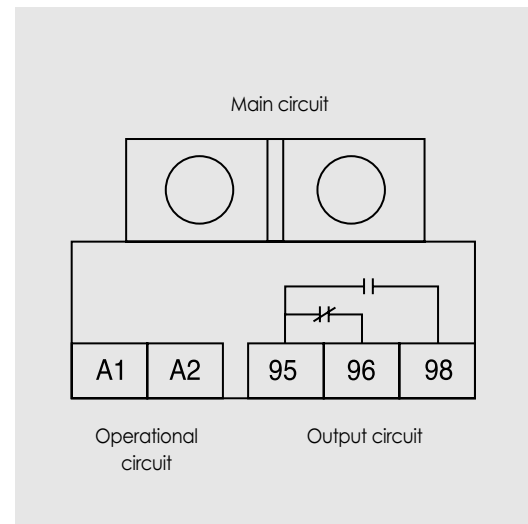 Main circuit
A1 A2 95 96 98
Operational
circuit
Output circuit